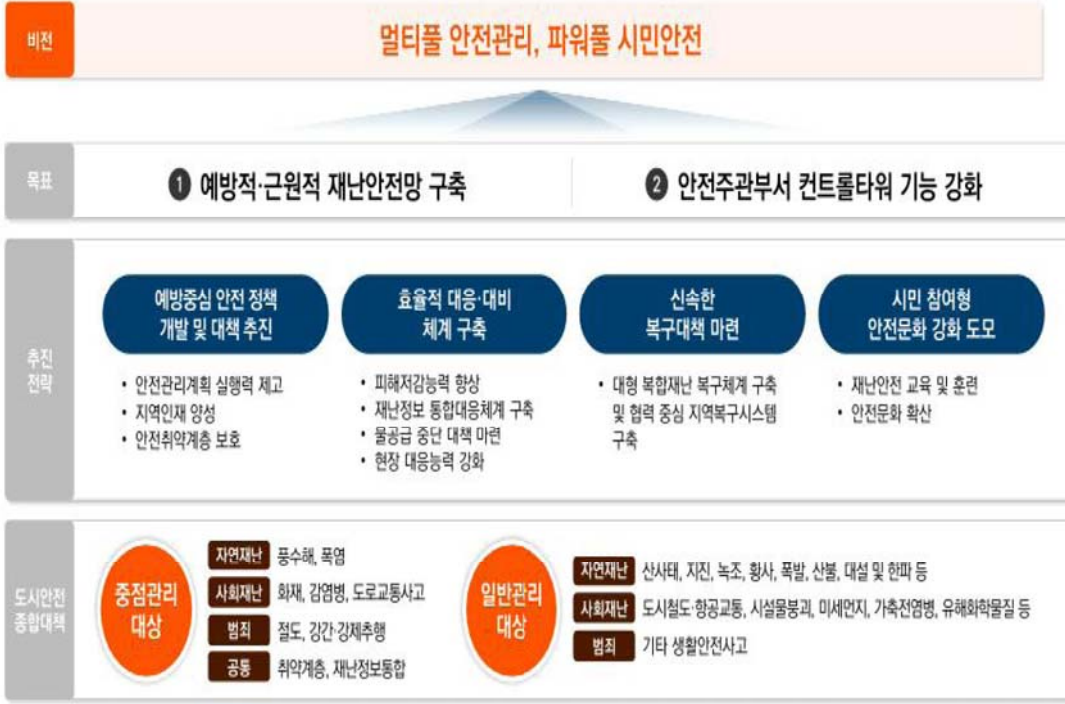 비전
멀티풀 안전관리, 파워풀 시민안전
목표
❶ 예방적·근원적 재난안전망 구축
❷ 안전주관부서 컨트롤타워 기능 강화
추진
전략
예방중심 안전 정책
개발 및 대책 추진
• 안전관리계획 실행력 제고
• 지역인재 양성
• 안전취약계층 보호
효율적 대응·대비
체계 구축
• 피해저감능력 향상
• 재난정보 통합대응체계 구축
• 물공급 중단 대책 마련
• 현장 대응능력 강화
신속한
복구대책 마련
• 대형 복합재난 복구체계 구축
및 협력 중심 지역복구시스템
구축
시민 참여형
안전문화 강화 도모
• 재난안전 교육 및 훈련
• 안전문화 확산
도시안전
종합대책
중점관리
대상
자연재난 풍수해, 폭염
사회재난 화재, 감염병, 도로교통사고
범죄 절도, 강간·강제추행
공통 취약계층, 재난정보통합
일반관리
대상
자연재난 산사태, 지진, 녹조, 황사, 폭발, 산불, 대설 및 한파 등
사회재난 도시철도·항공교통, 시설물붕괴, 미세먼지, 가축전염병, 유해화학물질 등
범죄 기타 생활안전사고